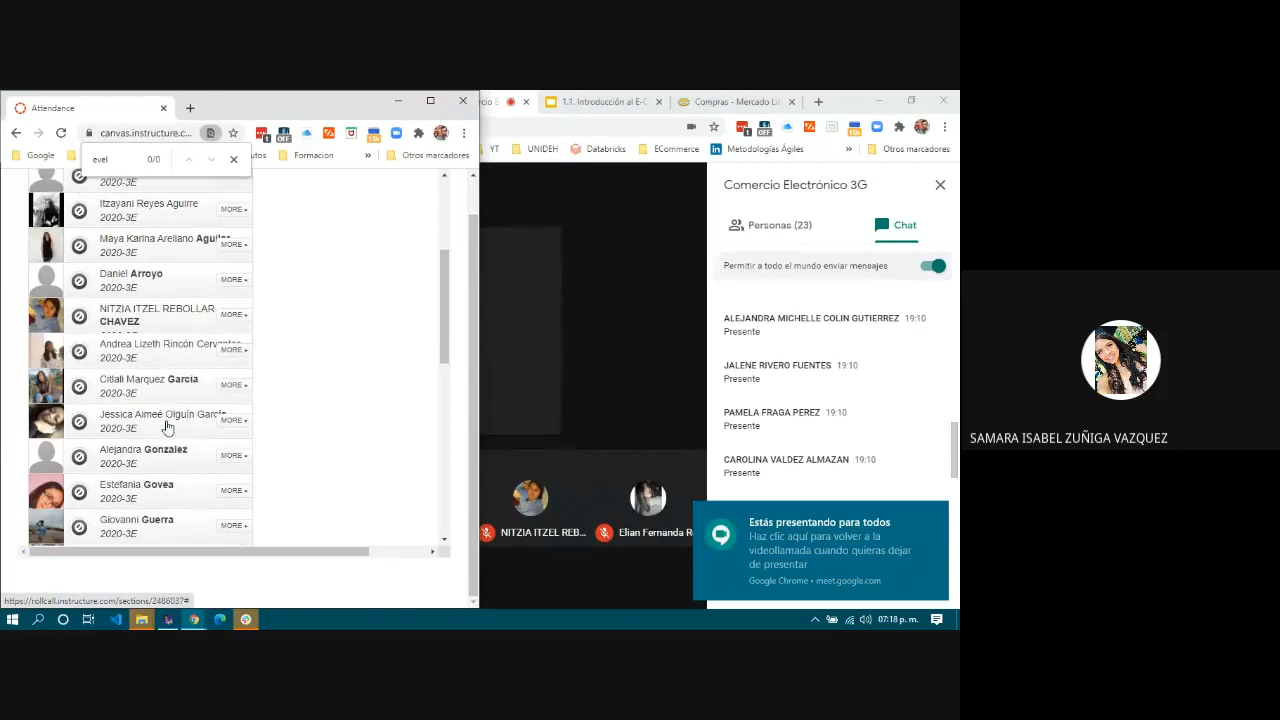 Attendance
canvas.instructure.c...
Google
Formacion
Otros marcadores
evel 0/0
2020-3E
Itzayani Reyes Aguirre
2020-3E
MORE
Maya Karina Arellano Aguilar
2020-3E
MORE
Daniel Arroyo
2020-3E
MORE
NITZIA ITZEL REBOLLAR
CHAVEZ
MORE
Andrea Lizeth Rincón Cervantes
2020-3E
MORE
Citlali Marquez García
2020-3E
MORE
Jessica Aimeé Olguín García
2020-3E
MORE
Alejandra Gonzalez
2020-3E
MORE
Estefania Govea
2020-3E
MORE
Giovanni Guerra
2020-3E
MORE
https://rollcall.instructure.com/sections/2486037#
1.1. Introducción al E-C
Compras - Mercado Lib
YT
UNIDEH
Databricks
ECommerce
Metodologías Ágiles
Otros marcadores
Comercio Electrónico 3G
Personas (23)
Chat
Permitir a todo el mundo enviar mensajes
ALEJANDRA MICHELLE COLIN GUTIERREZ 19:10
Presente
JALENE RIVERO FUENTES 19:10
Presente
PAMELA FRAGA PEREZ 19:10
Presente
CAROLINA VALDEZ ALMAZAN 19:10
Presente
NITZIA ITZEL REB...
Elian Fernanda R
Estás presentando para todos
Haz clic aquí para volver a la
videollamada cuando quieras dejar
de presentar
Google Chrome • meet.google.com
07:18 p. m.
SAMARA ISABEL ZUÑIGA VAZQUEZ